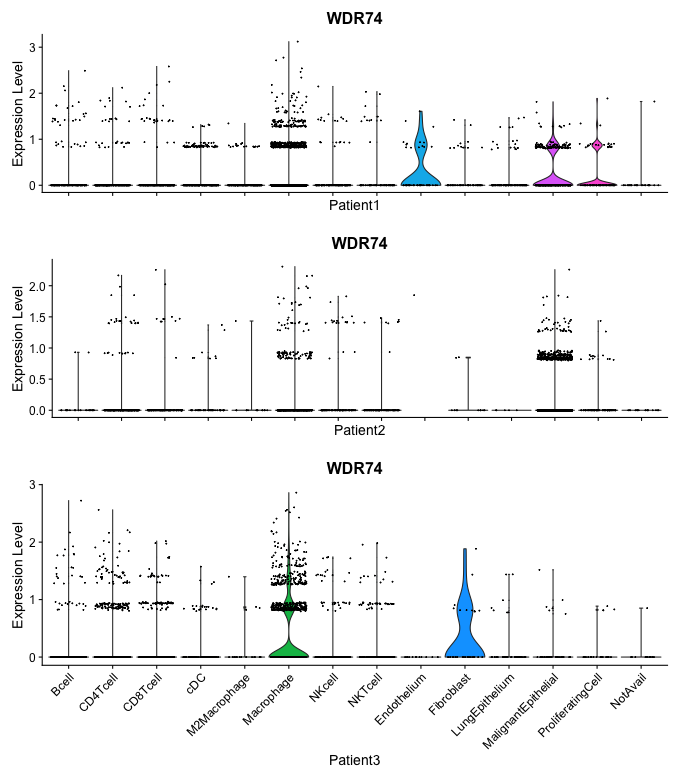 WDR74
Expression Level
3
2
1
0
Patient1
WDR74
Expression Level
2.0
1.5
1.0
0.5
0.0
Patient2
WDR74
Expression Level
3
2
1
0
Bcell
CD4Tcell
CD8Tcell
cDC
M2Macrophage
Macrophage
NKcell
NKTcell
Endothelium
Fibroblast
LungEpithelium
MalignantEpithelial
ProliferatingCell
NotAvail
Patient3